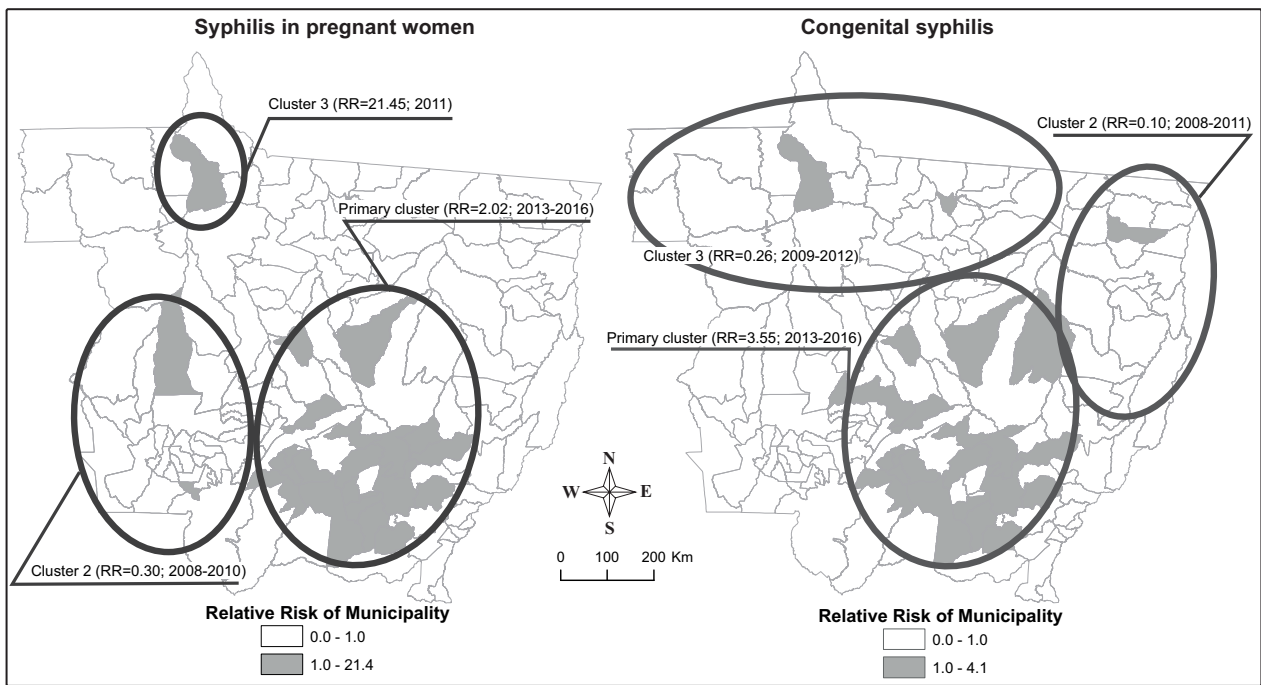 Syphilis in pregnant women
Cluster 3 (RR=21.45; 2011)
Primary cluster (RR=2.02; 2013-2016)
Cluster 2 (RR=0.30; 2008-2010)
Relative Risk of Municipality
0.0 - 1.0
1.0 - 21.4
N
W E
S
0 100 200 Km
Congenital syphilis
Cluster 2 (RR=0.10; 2008-2011)
Cluster 3 (RR=0.26; 2009-2012)
Primary cluster (RR=3.55; 2013-2016)
Relative Risk of Municipality
0.0 - 1.0
1.0 - 4.1